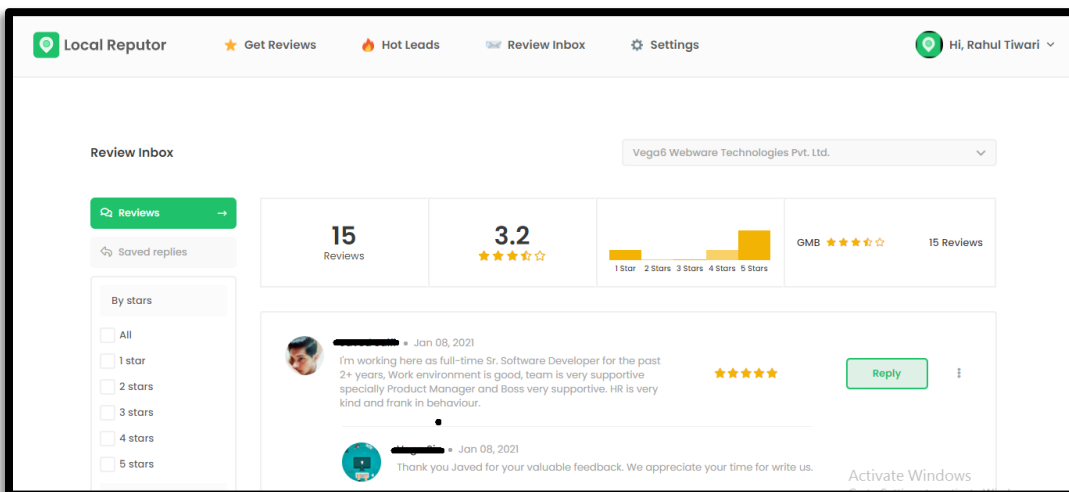 Local Reputor
Get Reviews
Hot Leads
Review Inbox
Settings
Hi, Rahul Tiwari
Review Inbox
Vega6 Webware Technologies Pvt. Ltd.
Reviews
Saved replies
By stars
All
1 star
2 stars
3 stars
4 stars
5 stars
15
Reviews
3.2
1 Star 2 Stars 3 Stars 4 Stars 5 Stars
GMB
15 Reviews
Jan 08, 2021
I'm working here as full-time Sr. Software Developer for the past
2+ years, Work environment is good, team is very supportive
specially Product Manager and Boss very supportive. HR is very
kind and frank in behaviour.
Reply
Jan 08, 2021
Thank you Javed for your valuable feedback. We appreciate your time for write us.
Activate Windows